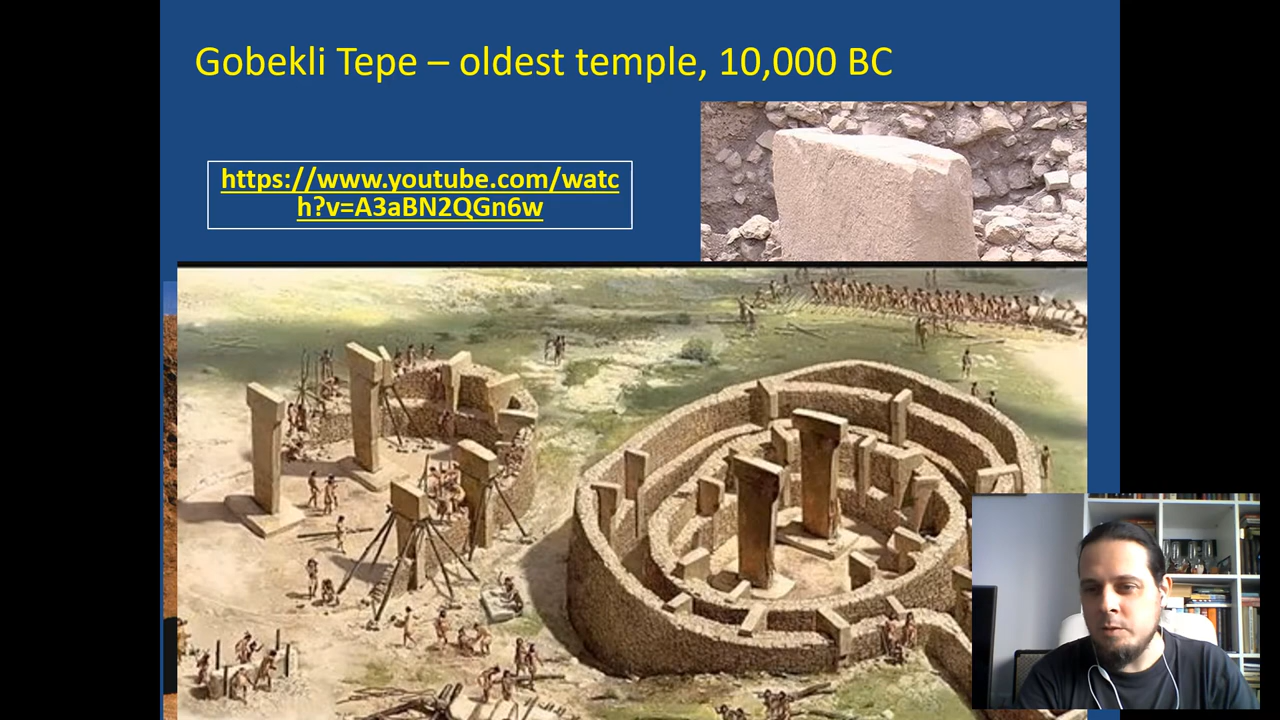 Gobekli Tepe – oldest temple, 10,000 BC
https://www.youtube.com/watc
h?v=A3aBN2QGn6w